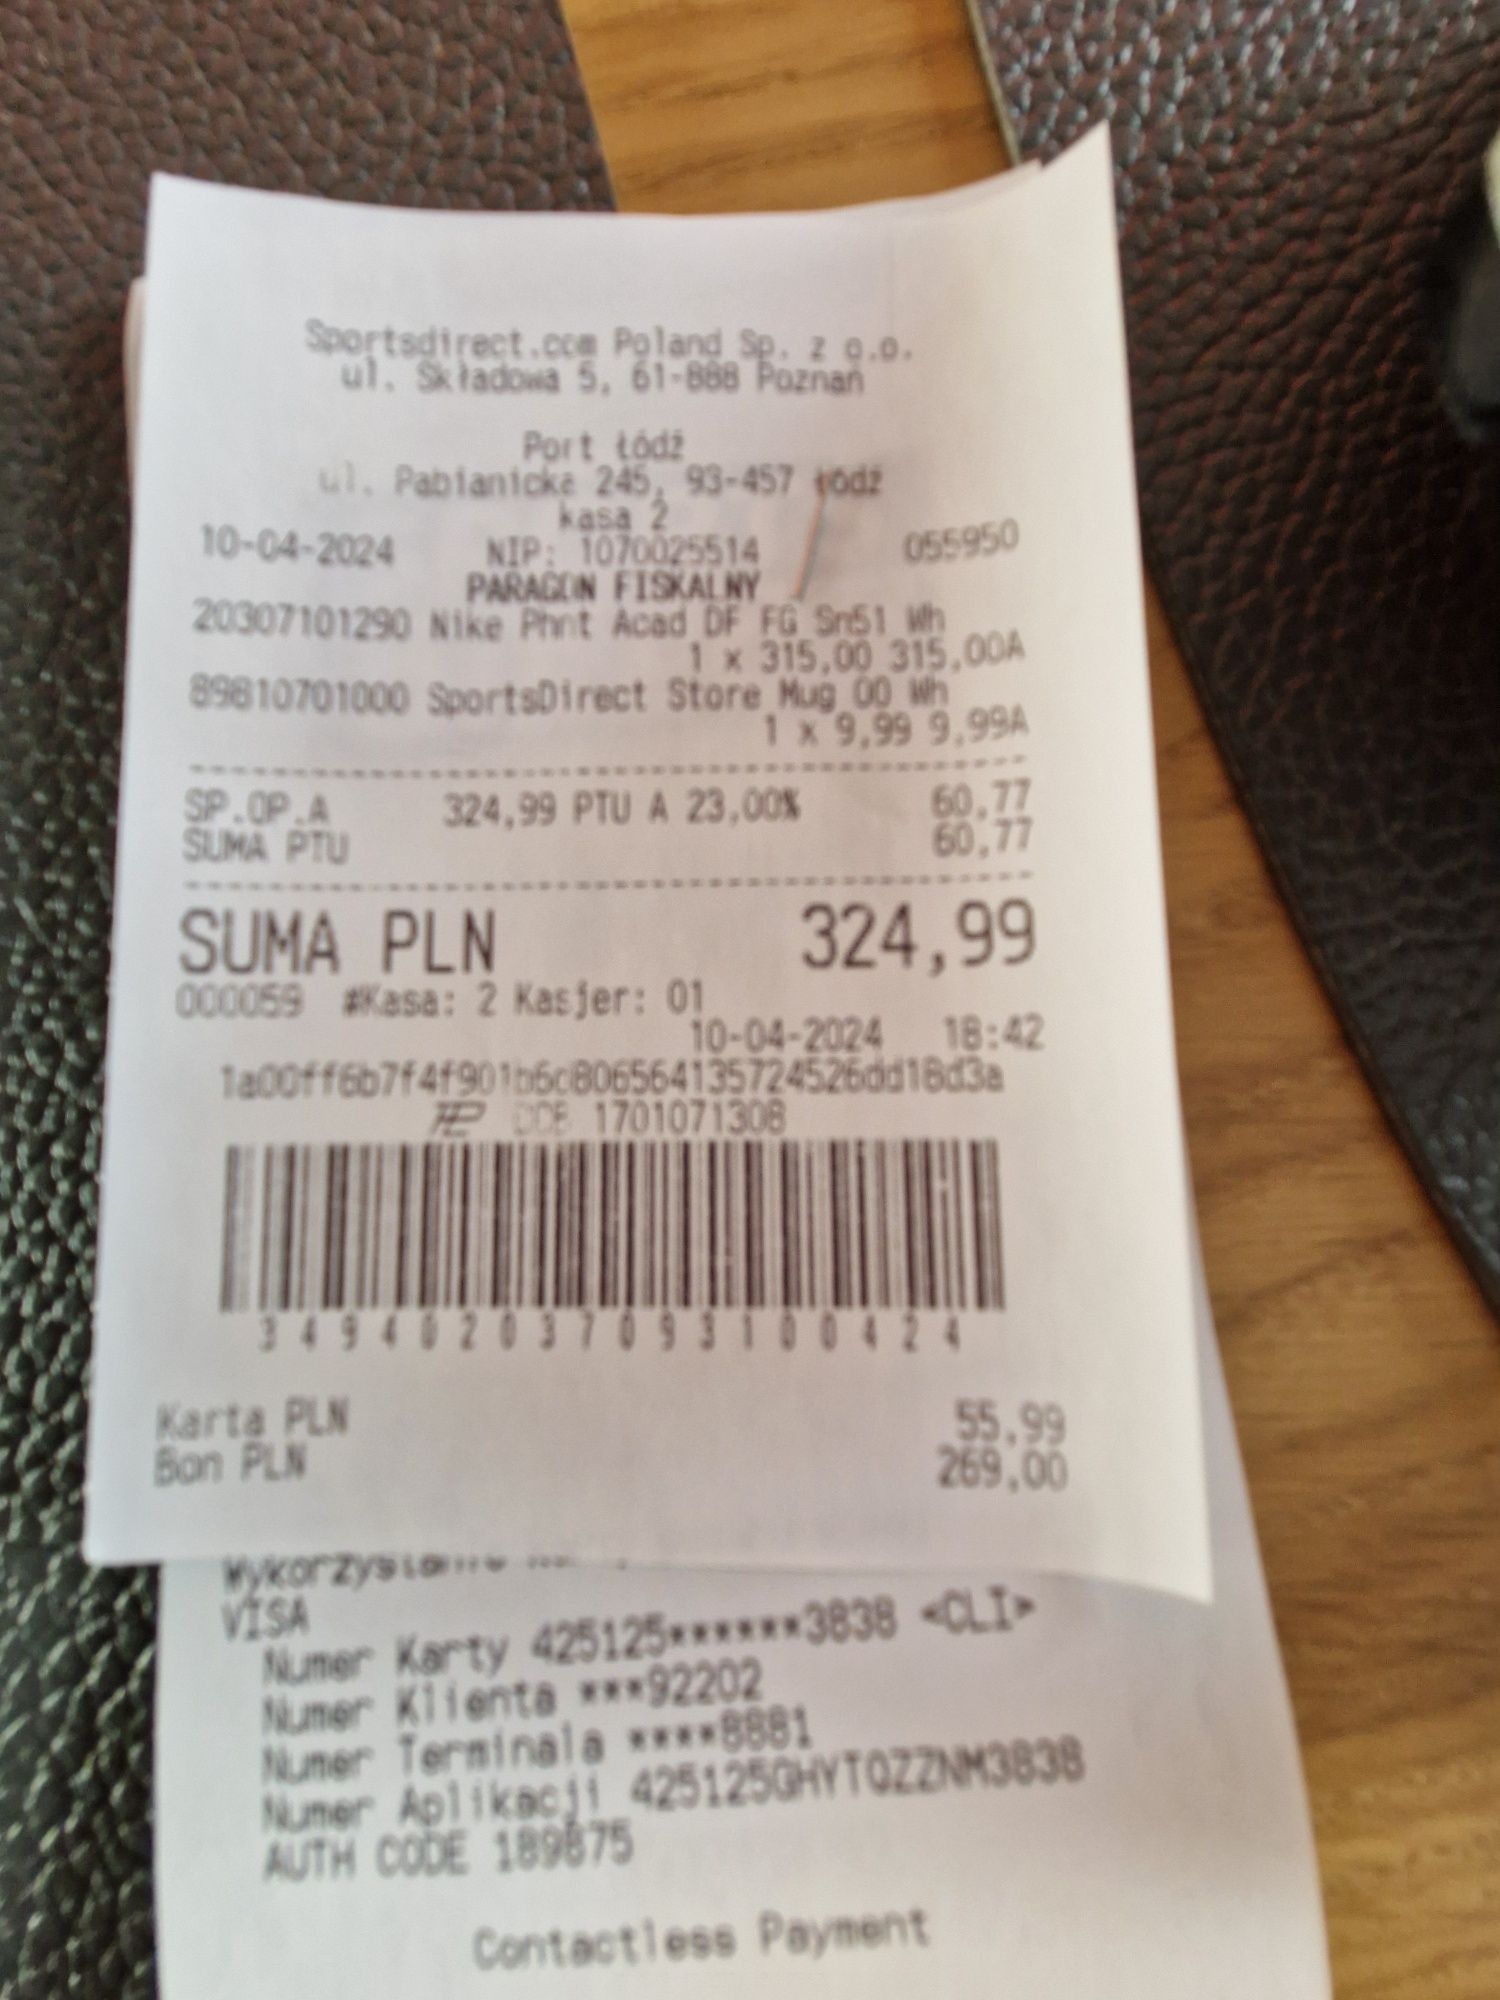 Sportsdirect.com Poland Sp. z o.o.
ul. Składowa 5, 61-888 Poznań
Port Łódź
ul. Pabianicka 245, 93-457 Łódź
kasa 2
10-04-2024 NIP: 1070025514 055950
PARAGON FISKALNY
20307101290 Nike Phnt Acad DF FG Sn51 Wh
1 x 315,00 315,00A
89810701000 SportsDirect Store Mug 00 Wh
1 x 9,99 9,99A
SP.OP.A 324,99 PTU A 23,00% 60,77
SUMA PTU 60,77
SUMA PLN 324,99
000059 #Kasa: 2 Kasjer: 01
10-04-2024 18:42
1a00ff6b7f4f901b6c806564135724526dd18d3a
1701071308
349402037093100424
Karta PLN 55,99
Bon PLN 269,00
VISA
Numer Karty 425125******3838 <CLI>
Numer Klienta ***92202
Numer Terminala ****8881
Numer Aplikacji 425125GHYTQZZNM3838
AUTH CODE 189875
Contactless Payment